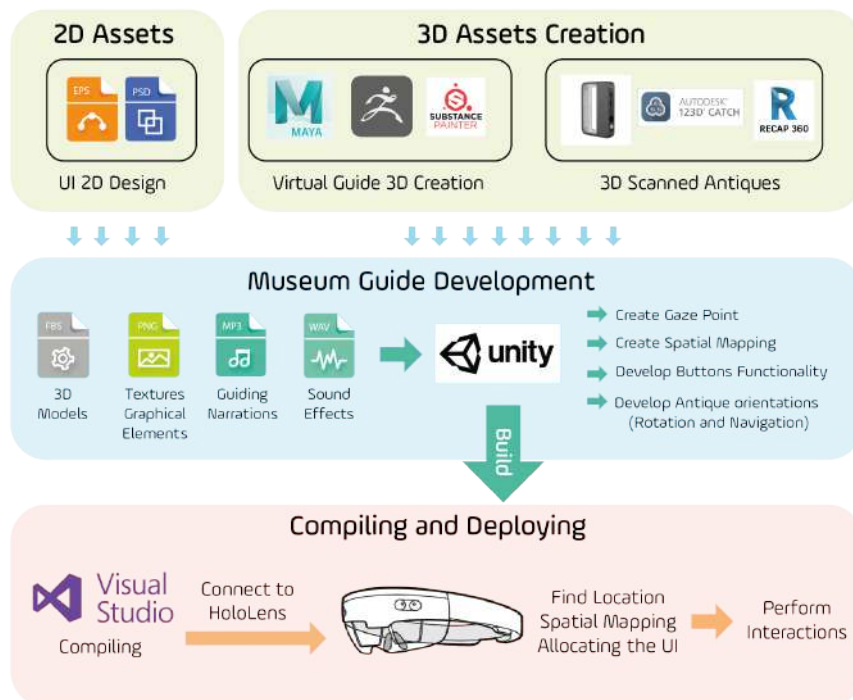 2D Assets
3D Assets Creation
EPS
PSD
MAYA
SUBSTANCE
PAINTER
AUTODESK®
123D® CATCH
RECAP 360
UI 2D Design
Virtual Guide 3D Creation
3D Scanned Antiques
Museum Guide Development
FBS
PNG
MP3
WAV
3D
Models
Textures
Graphical
Elements
Guiding
Narrations
Sound
Effects
unity
Create Gaze Point
Create Spatial Mapping
Develop Buttons Functionality
Develop Antique orientations
(Rotation and Navigation)
Build
Compiling and Deploying
Visual
Studio
Compiling
Connect to
HoloLens
Find Location
Spatial Mapping
Allocating the UI
Perform
Interactions